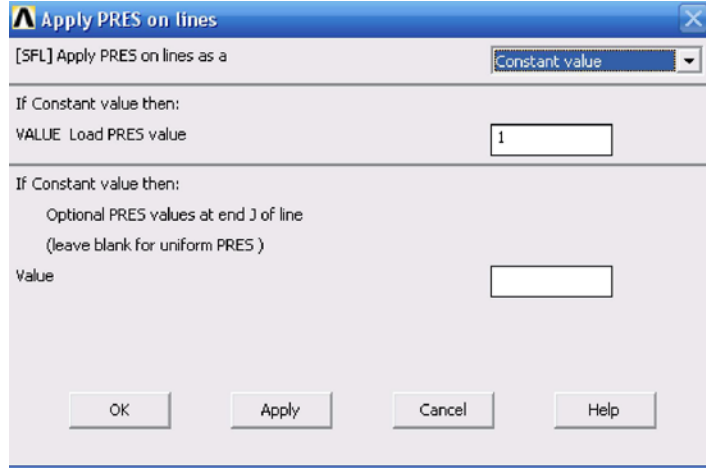 Apply PRES on lines
[SFL] Apply PRES on lines as a Constant value
If Constant value then:
VALUE Load PRES value 1
If Constant value then:
Optional PRES values at end J of line
(leave blank for uniform PRES )
Value
OK Apply Cancel Help